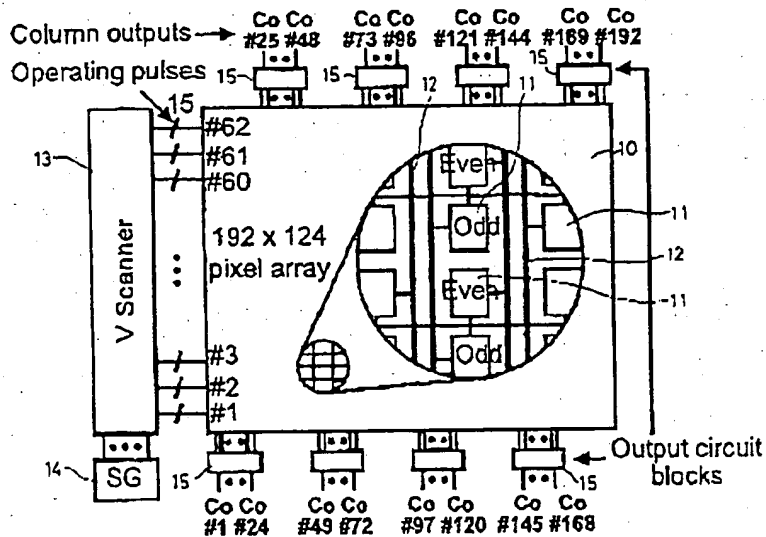 Co Co Co Co Co Co Co Co
Column outputs
#25 #48 #73 #96 #121 #144 #169 #192
Operating pulses
15 15 12 11 15
15
13
#62
#61
#60
10
Even
11
Odd
192 x 124
pixel array
12
Even
11
Odd
V Scanner
#3
#2
#1
14
SG
15
15
Output circuit
blocks
Co Co Co Co Co Co Co Co
#1 #24 #49 #72 #97 #120 #145 #168